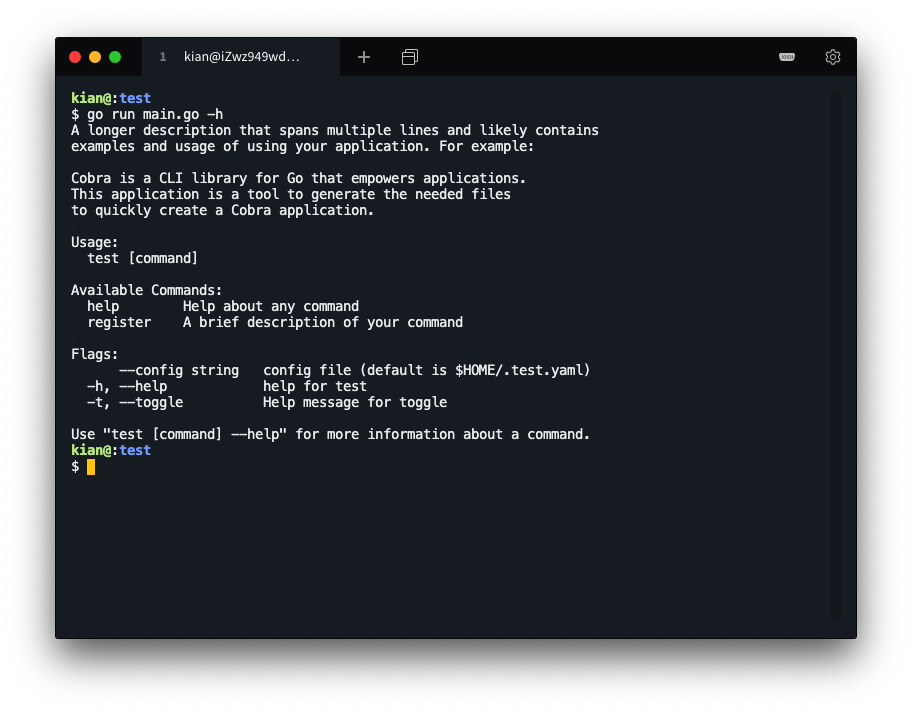 1 kian@iZwz949wd...
kian@:test
$ go run main.go -h
A longer description that spans multiple lines and likely contains
examples and usage of using your application. For example:

Cobra is a CLI library for Go that empowers applications.
This application is a tool to generate the needed files
to quickly create a Cobra application.

Usage:
  test [command]

Available Commands:
  help        Help about any command
  register    A brief description of your command

Flags:
      --config string   config file (default is $HOME/.test.yaml)
  -h, --help            help for test
  -t, --toggle          Help message for toggle

Use "test [command] --help" for more information about a command.
kian@:test
$